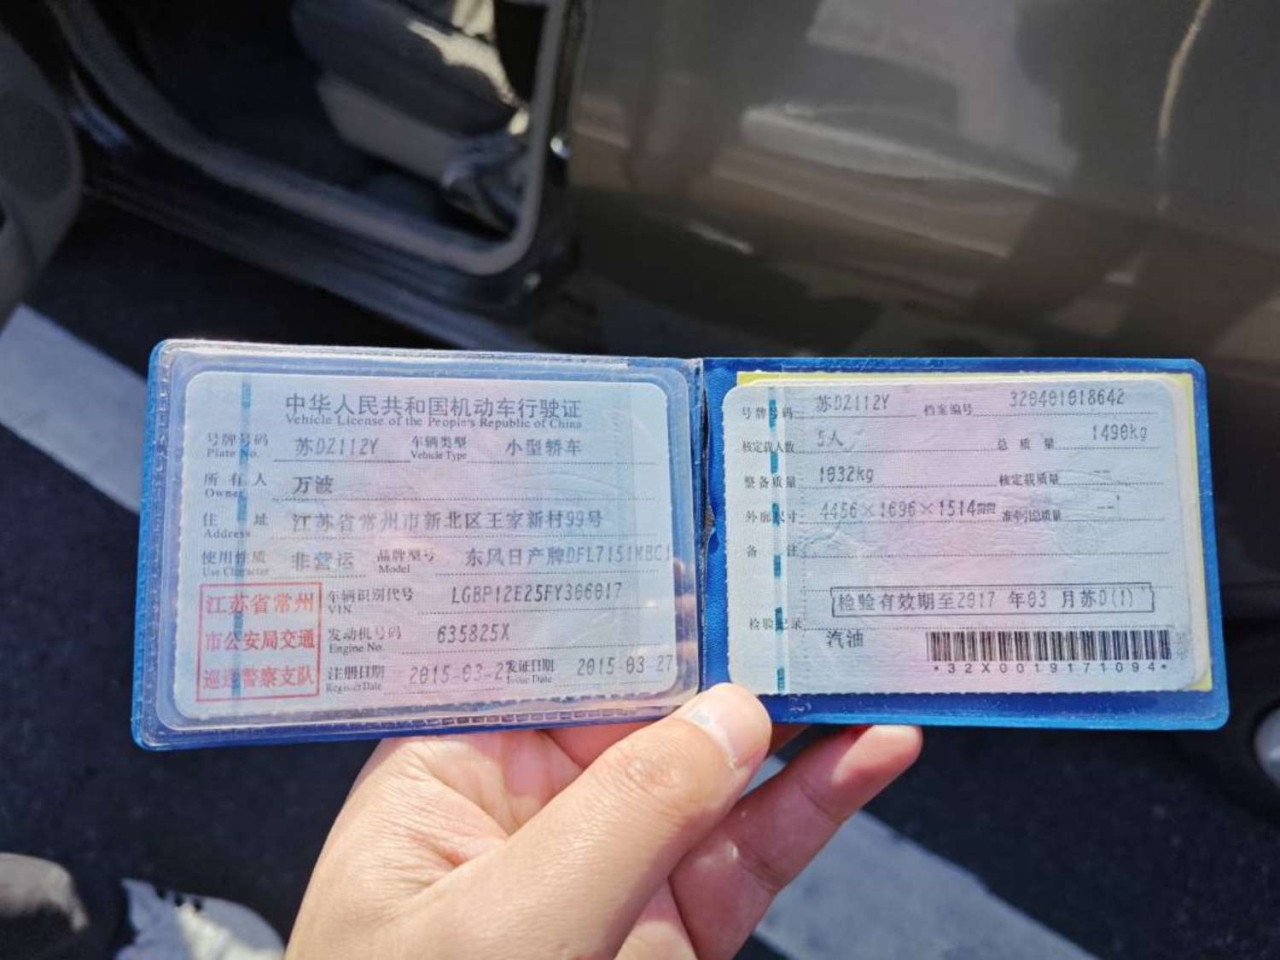 中华人民共和国机动车行驶证
Vehicle License of the People's Republic of China
号牌号码 Plate No. 苏DZ112Y 车辆类型 Vehicle Type 小型轿车
所有人 Owner 万波
住址 Address 江苏省常州市新北区王家新村99号
使用性质 Use Character 非营运 品牌型号 Model 东风日产牌DFL7151MBC1
江苏省常州市公安局交通巡逻警察支队
车辆识别代号 VIN LGBP12E25FY306017
发动机号码 Engine No. 635825X
注册日期 Register Date 2015-03-2 发证日期 Issue Date 2015-03-27
号牌号码 苏DZ112Y 档案编号 320401018642
核定载人数 5人 总质量 1490kg
整备质量 1032kg 核定载质量 --
外廓尺寸 4456×1696×1514mm 准牵引总质量 --
备注
检验有效期至2017年03月苏D(1)
检验记录
汽油
*32X0019171094*